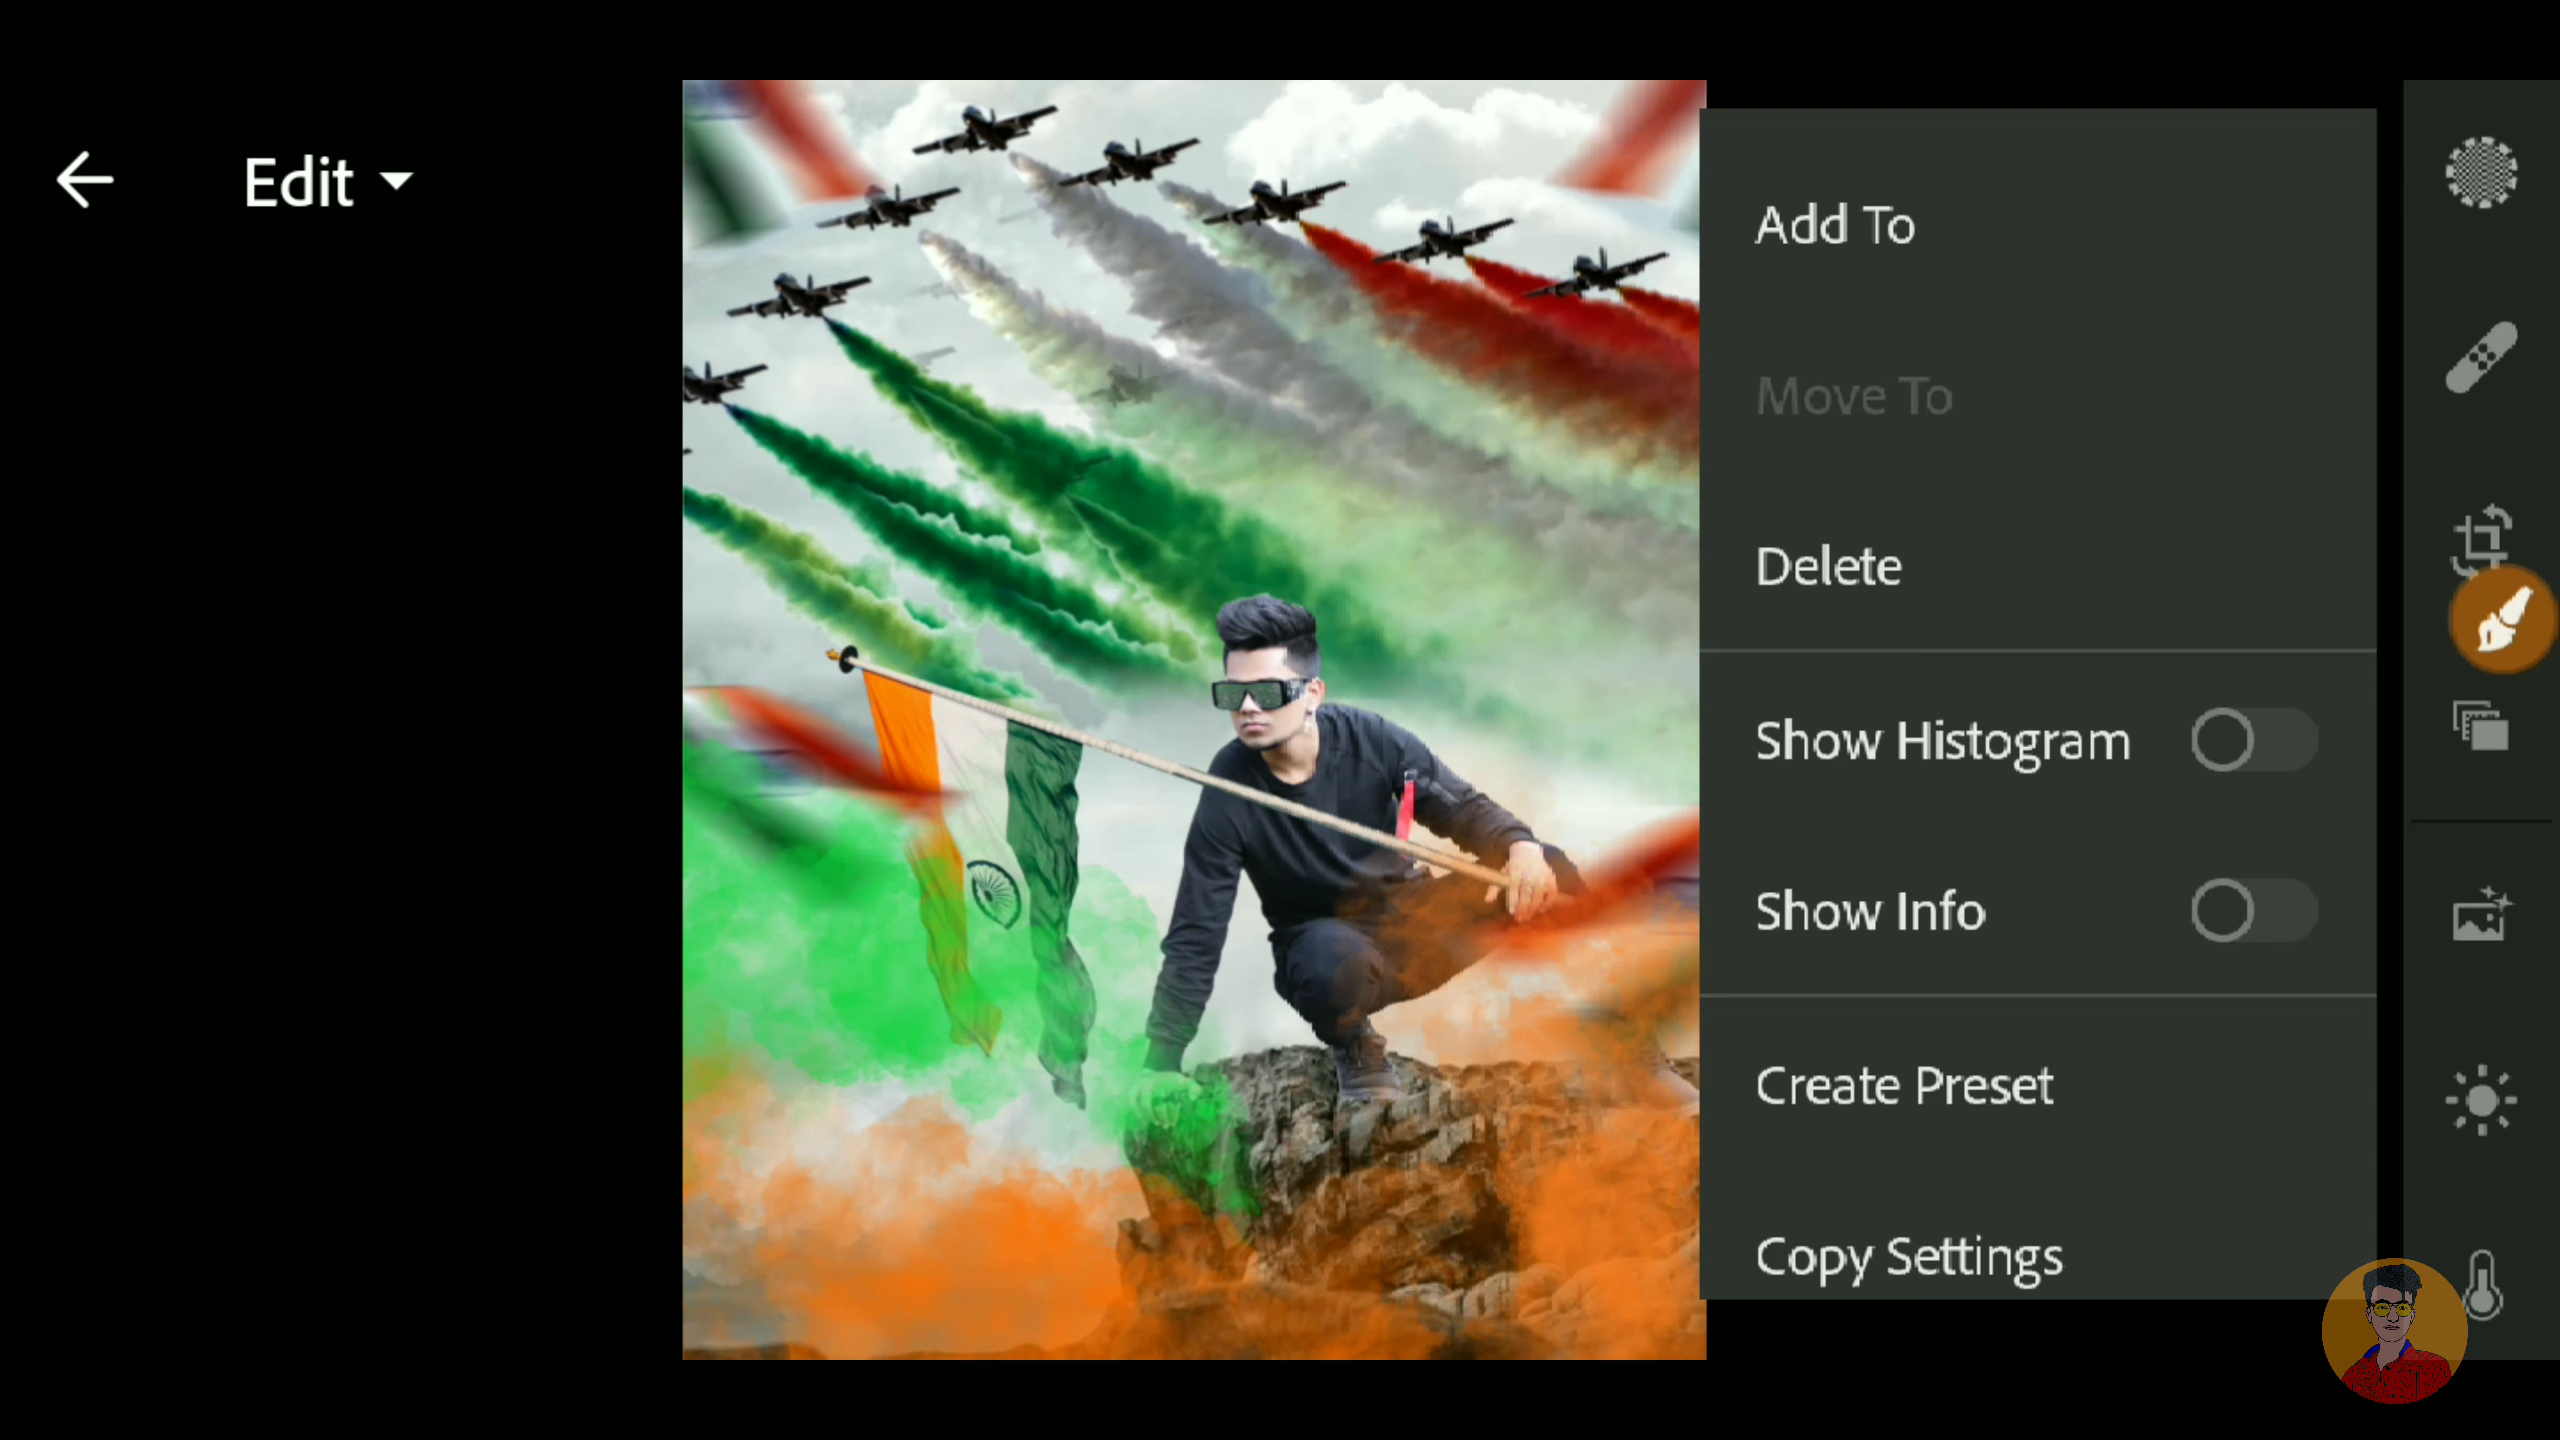 Edit
Add To
Move To
Delete
Show Histogram
Show Info
Create Preset
Copy Settings